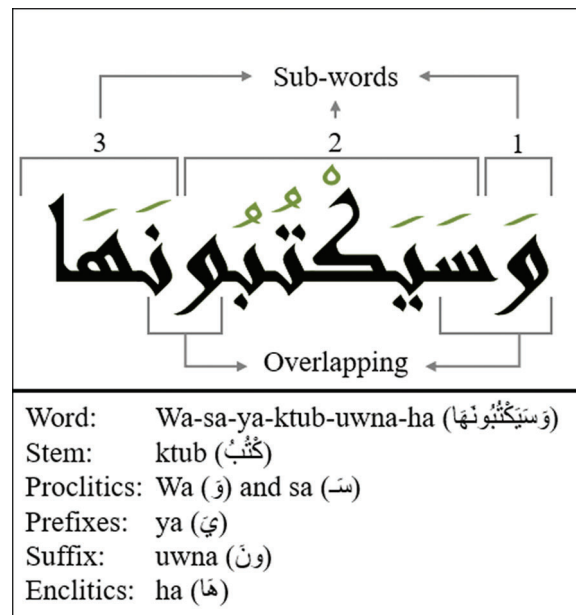 Sub-words
3 2 1
وَسَيَكْتُبُونَهَا
Overlapping
Word: Wa-sa-ya-ktub-uwna-ha (وَسَيَكْتُبُونَهَا)
Stem: ktub (كْتُبُ)
Proclitics: Wa (وَ) and sa (سَـ)
Prefixes: ya (يَ)
Suffix: uwna (ونَ)
Enclitics: ha (هَا)